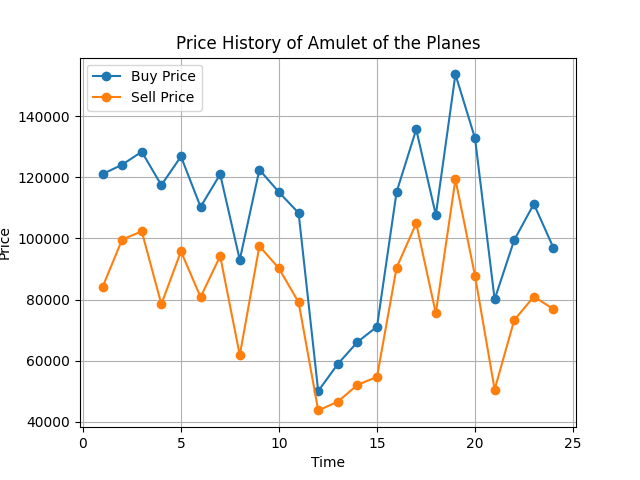 Price History of Amulet of the Planes
Buy Price
Sell Price
140000
120000
100000
80000
60000
40000
Price
0
5
10
15
20
25
Time